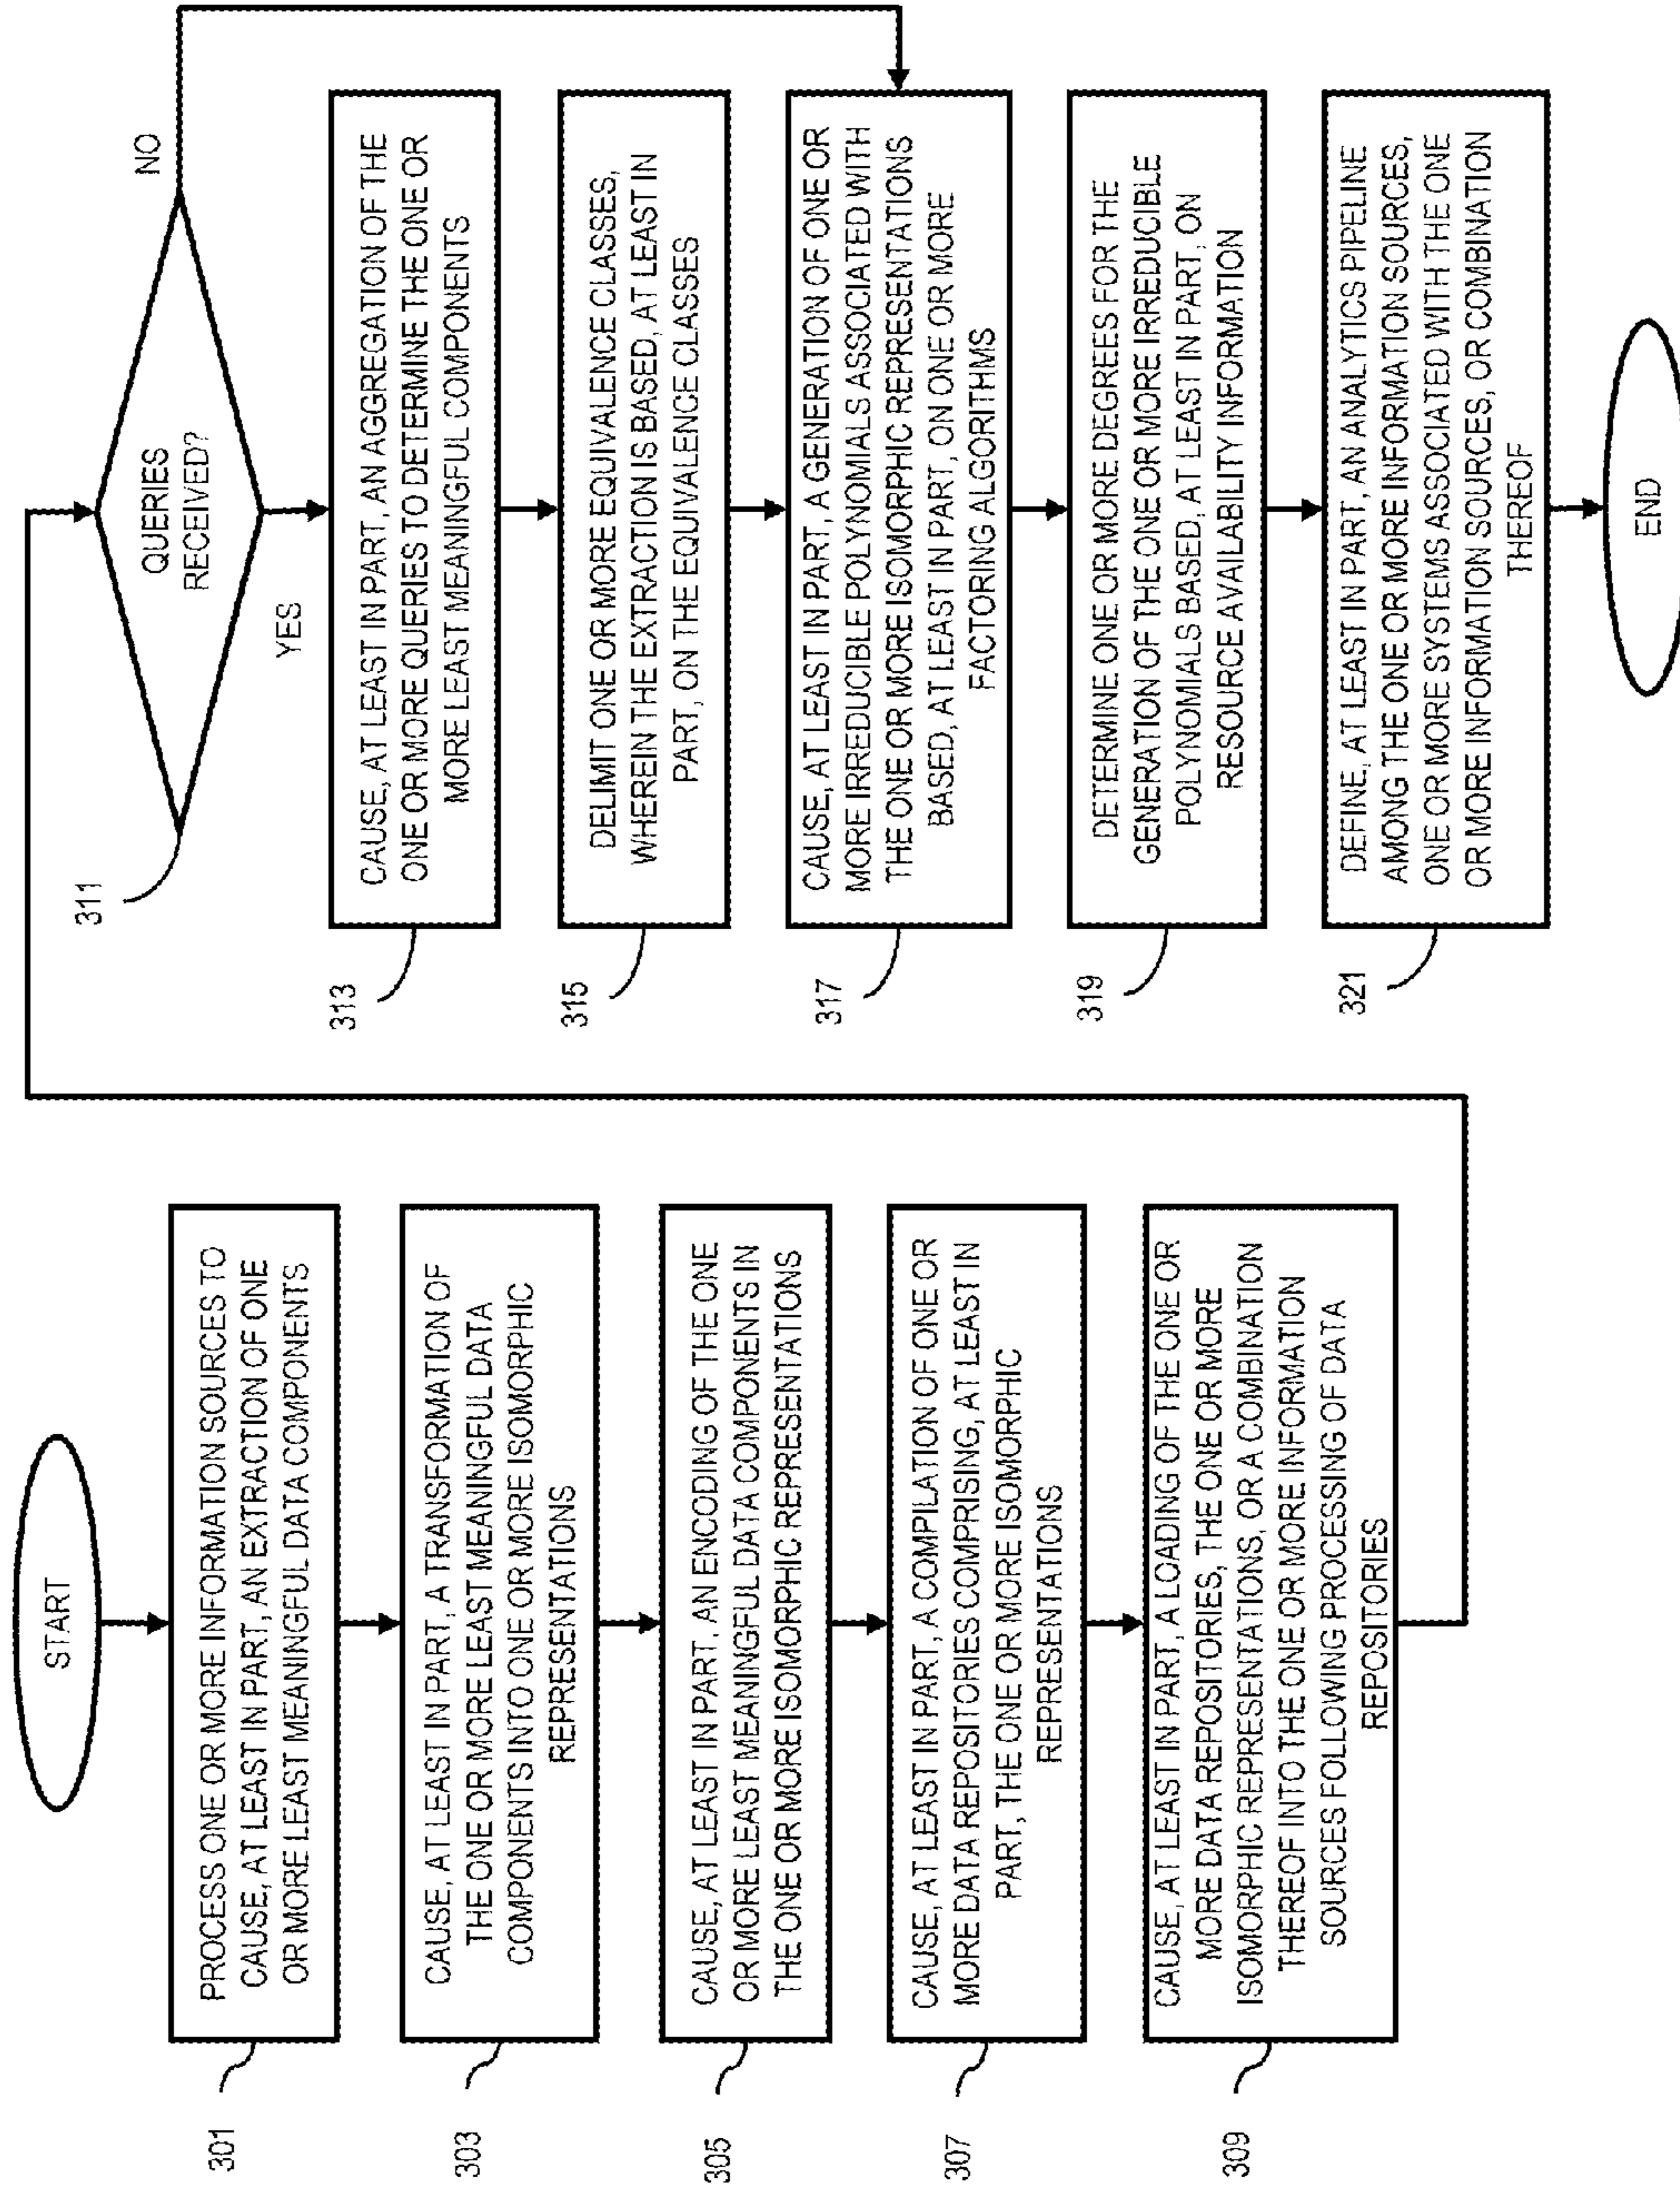 START
301
PROCESS ONE OR MORE INFORMATION SOURCES TO
CAUSE, AT LEAST IN PART, AN EXTRACTION OF ONE
OR MORE LEAST MEANINGFUL DATA COMPONENTS
303
CAUSE, AT LEAST IN PART, A TRANSFORMATION OF
THE ONE OR MORE LEAST MEANINGFUL DATA
COMPONENTS INTO ONE OR MORE ISOMORPHIC
REPRESENTATIONS
305
CAUSE, AT LEAST IN PART, AN ENCODING OF THE ONE
OR MORE LEAST MEANINGFUL DATA COMPONENTS IN
THE ONE OR MORE ISOMORPHIC REPRESENTATIONS
307
CAUSE, AT LEAST IN PART, A COMPILATION OF ONE OR
MORE DATA REPOSITORIES COMPRISING, AT LEAST IN
PART, THE ONE OR MORE ISOMORPHIC
REPRESENTATIONS
309
CAUSE, AT LEAST IN PART, A LOADING OF THE ONE OR
MORE DATA REPOSITORIES, THE ONE OR MORE
ISOMORPHIC REPRESENTATIONS, OR A COMBINATION
THEREOF INTO THE ONE OR MORE INFORMATION
SOURCES FOLLOWING PROCESSING OF DATA
REPOSITORIES
311
QUERIES
RECEIVED?
NO
YES
313
CAUSE, AT LEAST IN PART, AN AGGREGATION OF THE
ONE OR MORE QUERIES TO DETERMINE THE ONE OR
MORE LEAST MEANINGFUL COMPONENTS
315
DELIMIT ONE OR MORE EQUIVALENCE CLASSES,
WHEREIN THE EXTRACTION IS BASED, AT LEAST IN
PART, ON THE EQUIVALENCE CLASSES
317
CAUSE, AT LEAST IN PART, A GENERATION OF ONE OR
MORE IRREDUCIBLE POLYNOMIALS ASSOCIATED WITH
THE ONE OR MORE ISOMORPHIC REPRESENTATIONS
BASED, AT LEAST IN PART, ON ONE OR MORE
FACTORING ALGORITHMS
319
DETERMINE ONE OR MORE DEGREES FOR THE
GENERATION OF THE ONE OR MORE IRREDUCIBLE
POLYNOMIALS BASED, AT LEAST IN PART, ON
RESOURCE AVAILABILITY INFORMATION
321
DEFINE, AT LEAST IN PART, AN ANALYTICS PIPELINE
AMONG THE ONE OR MORE INFORMATION SOURCES,
ONE OR MORE SYSTEMS ASSOCIATED WITH THE ONE
OR MORE INFORMATION SOURCES, OR COMBINATION
THEREOF
END